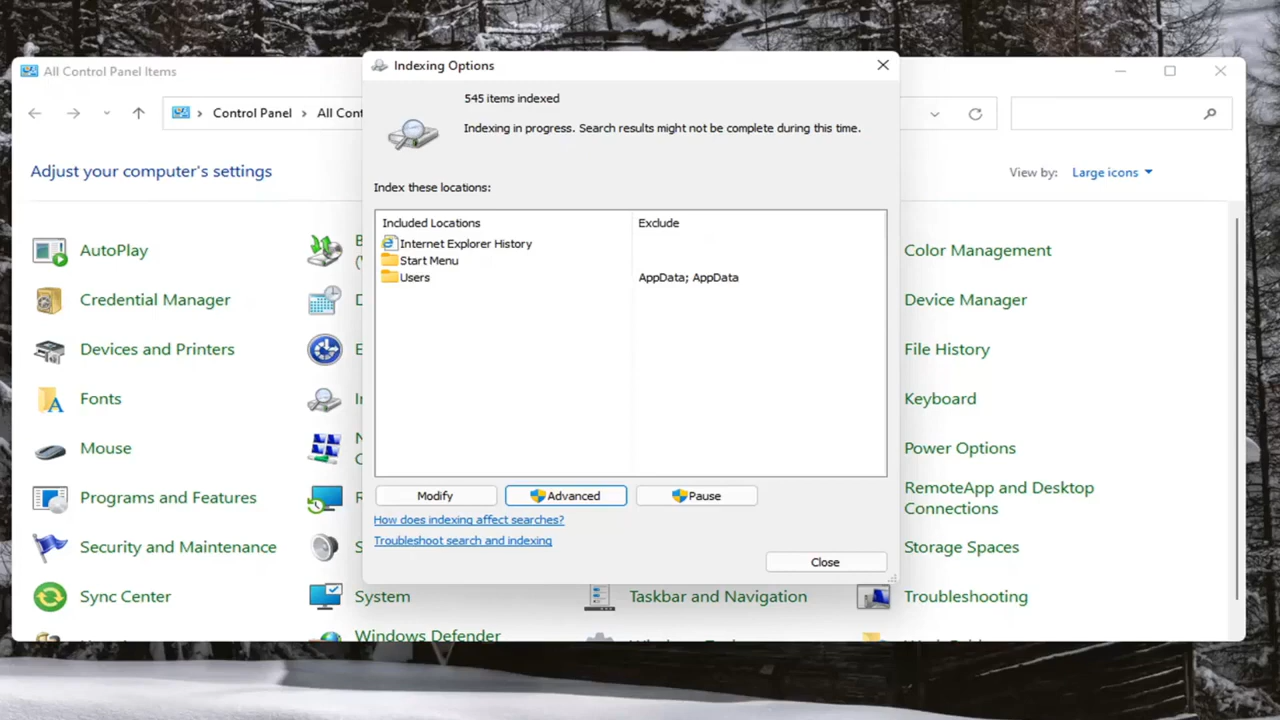 All Control Panel Items
Control Panel
All Cont
Adjust your computer's settings
View by: Large icons
AutoPlay
Credential Manager
Devices and Printers
Fonts
Mouse
Programs and Features
Security and Maintenance
Sync Center
System
Windows Defender
Taskbar and Navigation
Color Management
Device Manager
File History
Keyboard
Power Options
RemoteApp and Desktop
Connections
Storage Spaces
Troubleshooting
Indexing Options
545 items indexed
Indexing in progress. Search results might not be complete during this time.
Index these locations:
Included Locations Exclude
Internet Explorer History
Start Menu
Users AppData; AppData
Modify Advanced Pause
How does indexing affect searches?
Troubleshoot search and indexing
Close